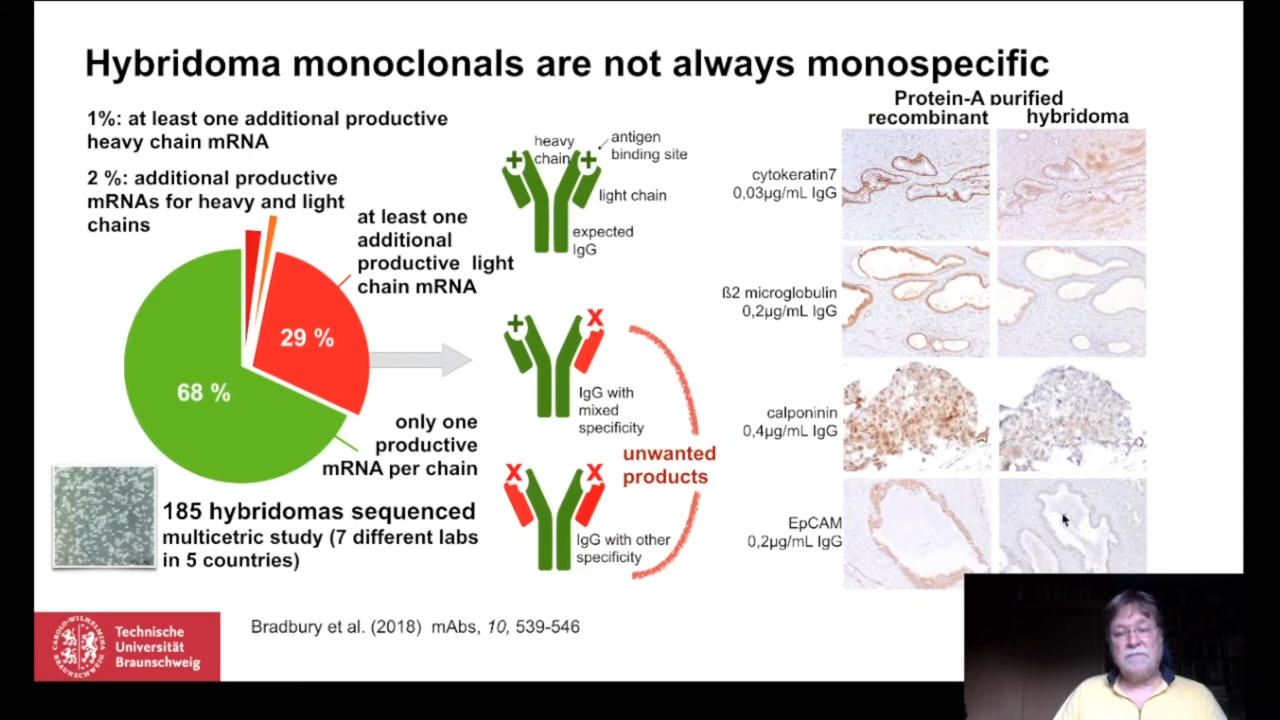 Hybridoma monoclonals are not always monospecific
1%: at least one additional productive
heavy chain mRNA
2 %: additional productive
mRNAs for heavy and light
chains
at least one
additional
productive light
chain mRNA
29 %
68 %
only one
productive
mRNA per chain
185 hybridomas sequenced
multicetric study (7 different labs
in 5 countries)
heavy
chain
antigen
binding site
light chain
expected
IgG
+
+
+
X
IgG with
mixed
specificity
X
X
IgG with other
specificity
unwanted
products
Protein-A purified
recombinant
hybridoma
cytokeratin7
0,03µg/mL IgG
ß2 microglobulin
0,2µg/mL IgG
calponinin
0,4µg/mL IgG
EpCAM
0,2µg/mL IgG
Bradbury et al. (2018) mAbs, 10, 539-546
CAROLO-WILHELMINA
Technische
Universität
Braunschweig